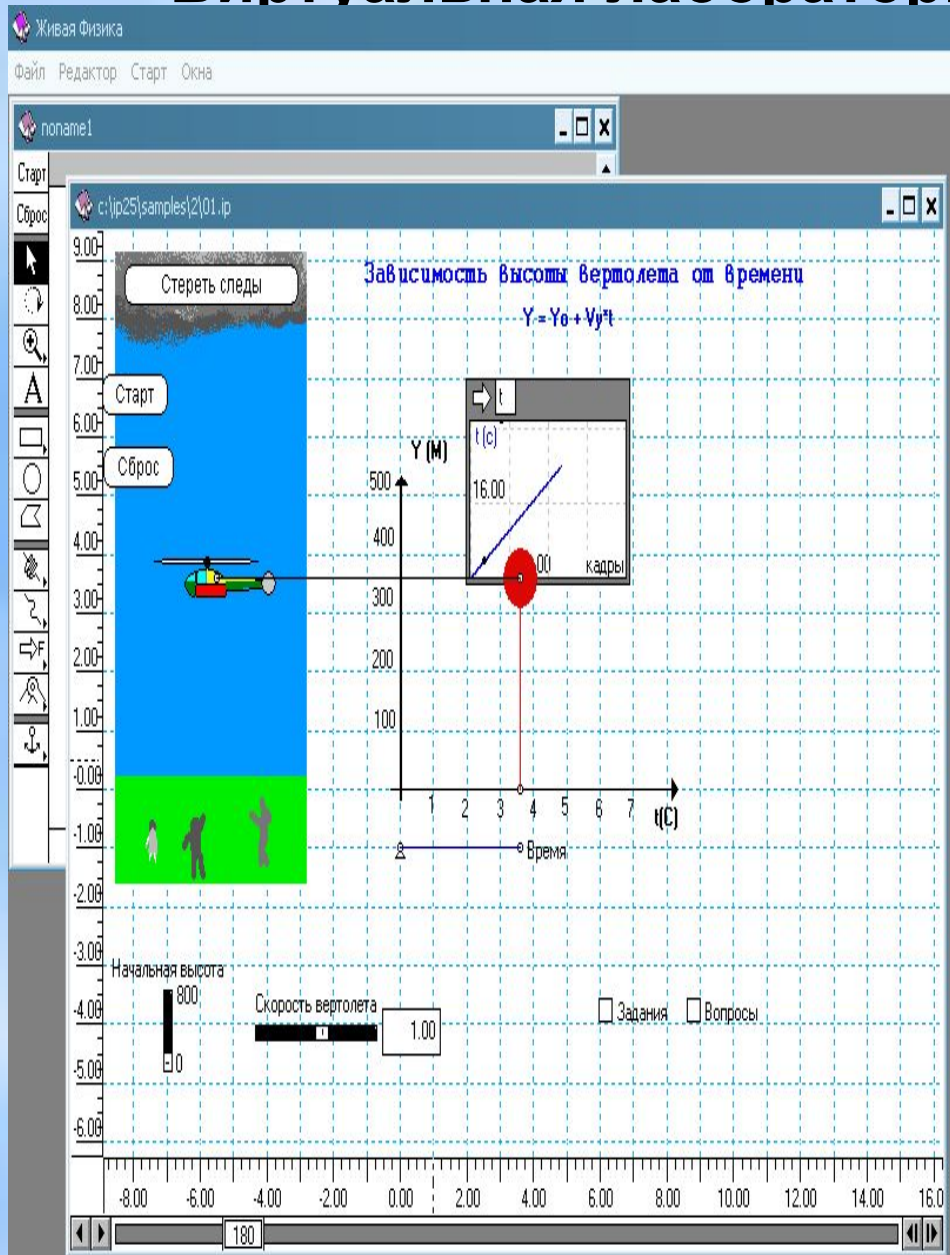 Виртуальная лаборатори
Живая Физика
Файл Редактор Старт Окна
noname1
Старт
Сброс
c:\ip25\samples\2\01.ip
A
F
9.00
8.00
7.00
6.00
5.00
4.00
3.00
2.00
1.00
-0.00
-1.00
-2.00
-3.00
-4.00
-5.00
-6.00
Стереть следы
Старт
Сброс
Зависимость высоты вертолета от времени
Y = Yo + Vy*t
t
t (c)
16.00
.00 кадры
Y (М)
500
400
300
200
100
1 2 3 4 5 6 7
t(C)
Время
Начальная высота
800
0
Скорость вертолета
1.00
Задания Вопросы
-8.00 -6.00 -4.00 -2.00 0.00 2.00 4.00 6.00 8.00 10.00 12.00 14.00 16.0
180